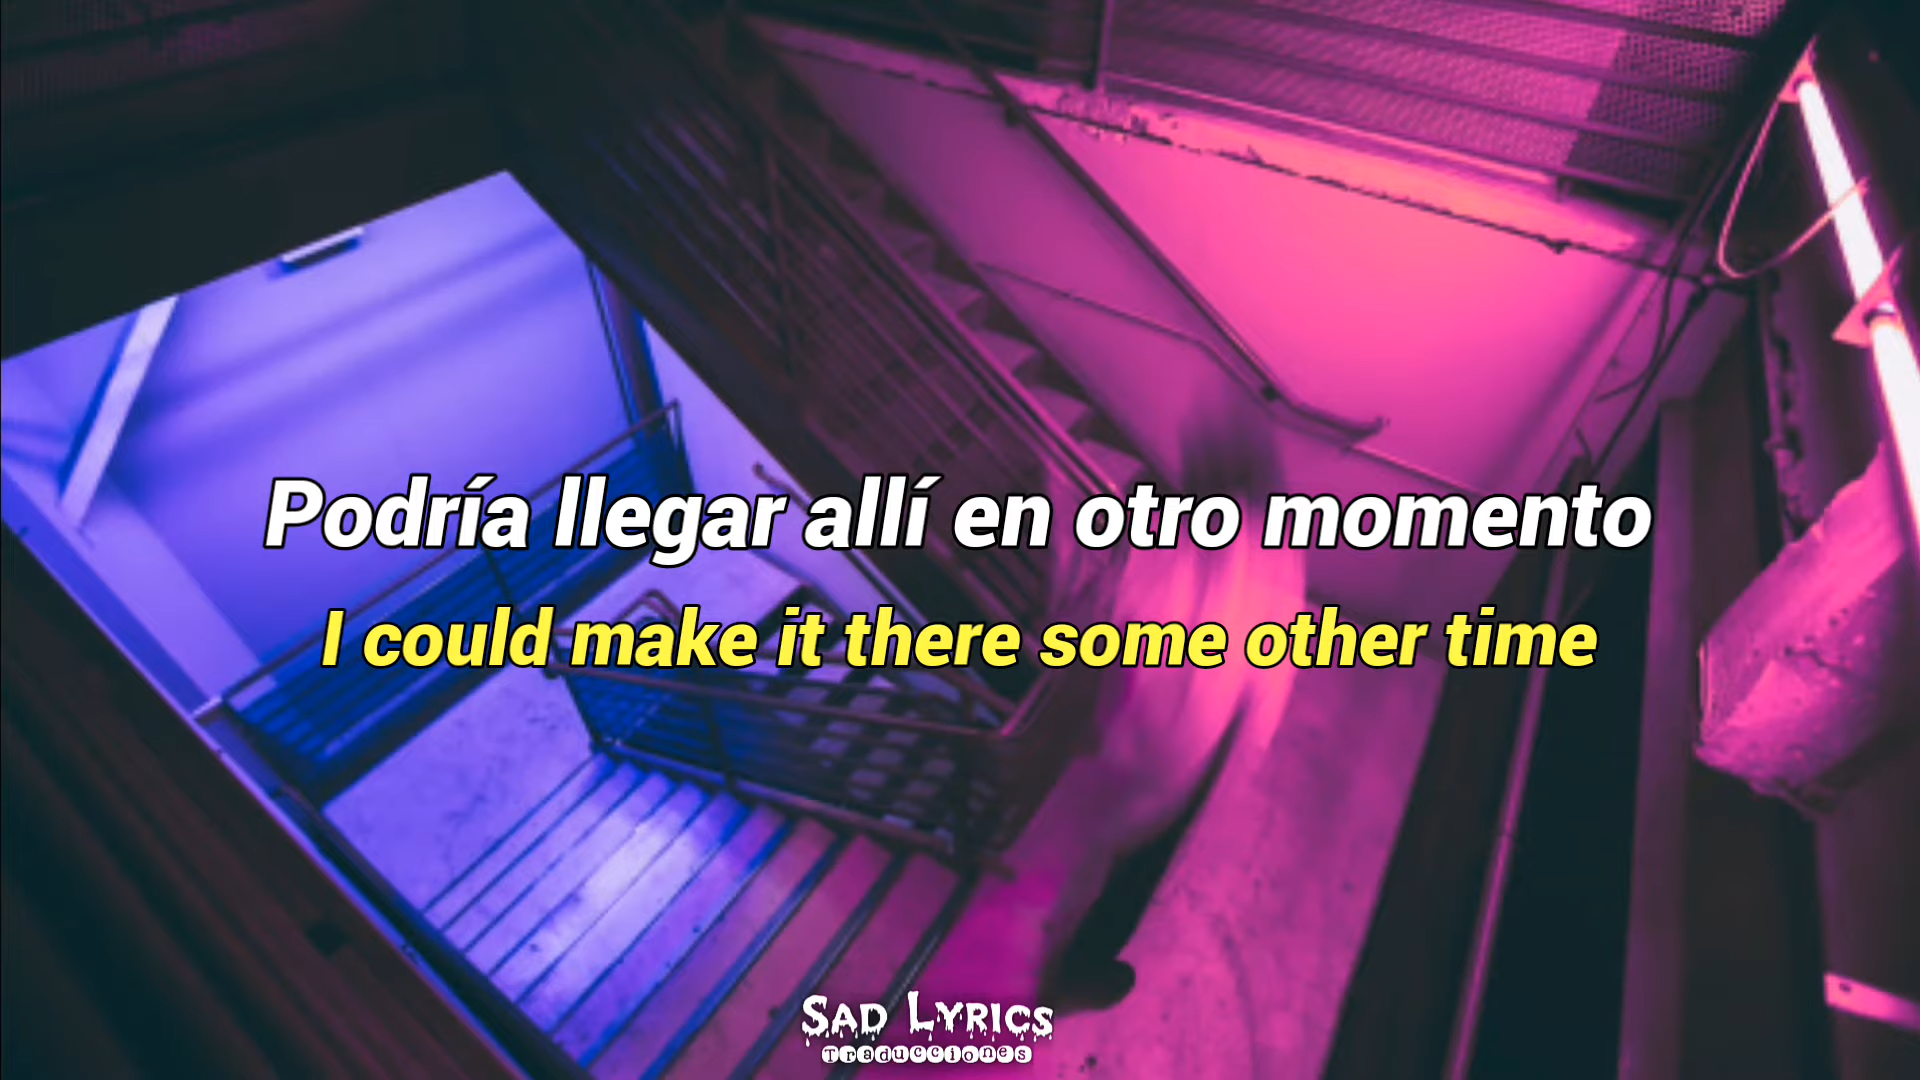 Podría llegar allí en otro momento
I could make it there some other time
SAD LYRICS
Traducciones